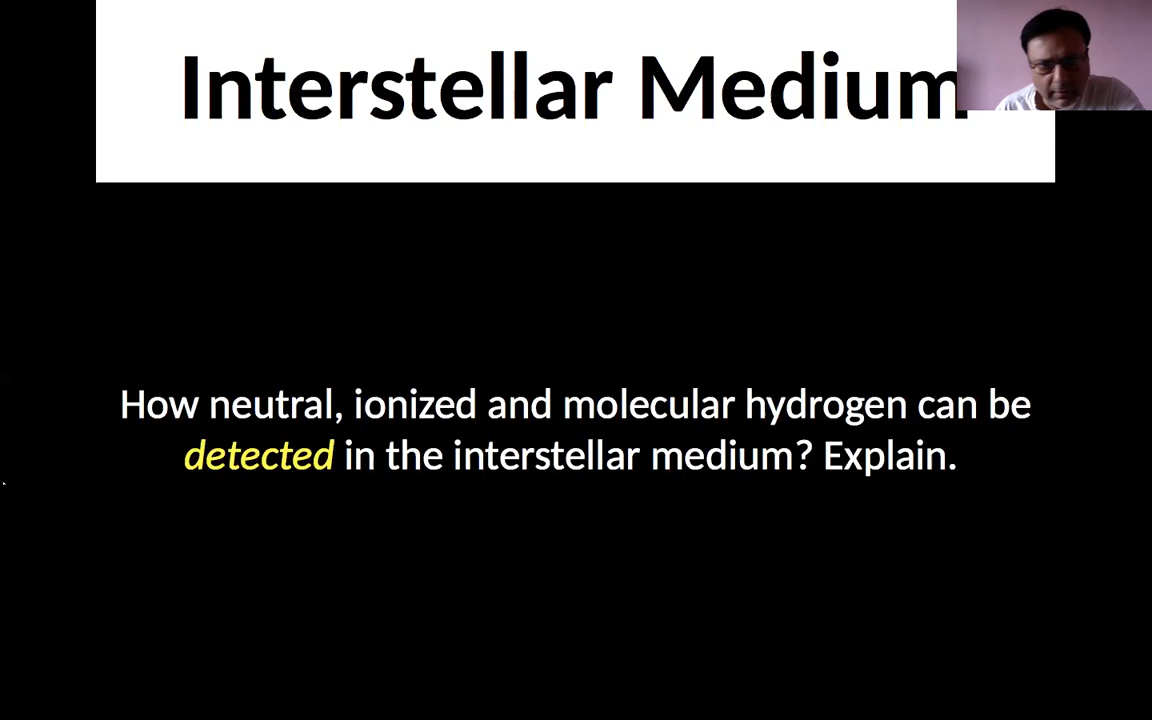 Interstellar Medium
How neutral, ionized and molecular hydrogen can be
detected in the interstellar medium? Explain.